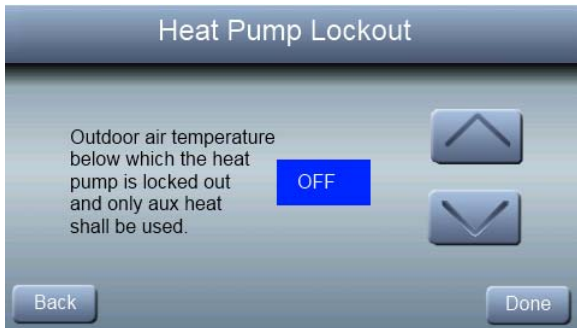 Heat Pump Lockout
Outdoor air temperature
below which the heat
pump is locked out
and only aux heat
shall be used.
OFF
Back
Done